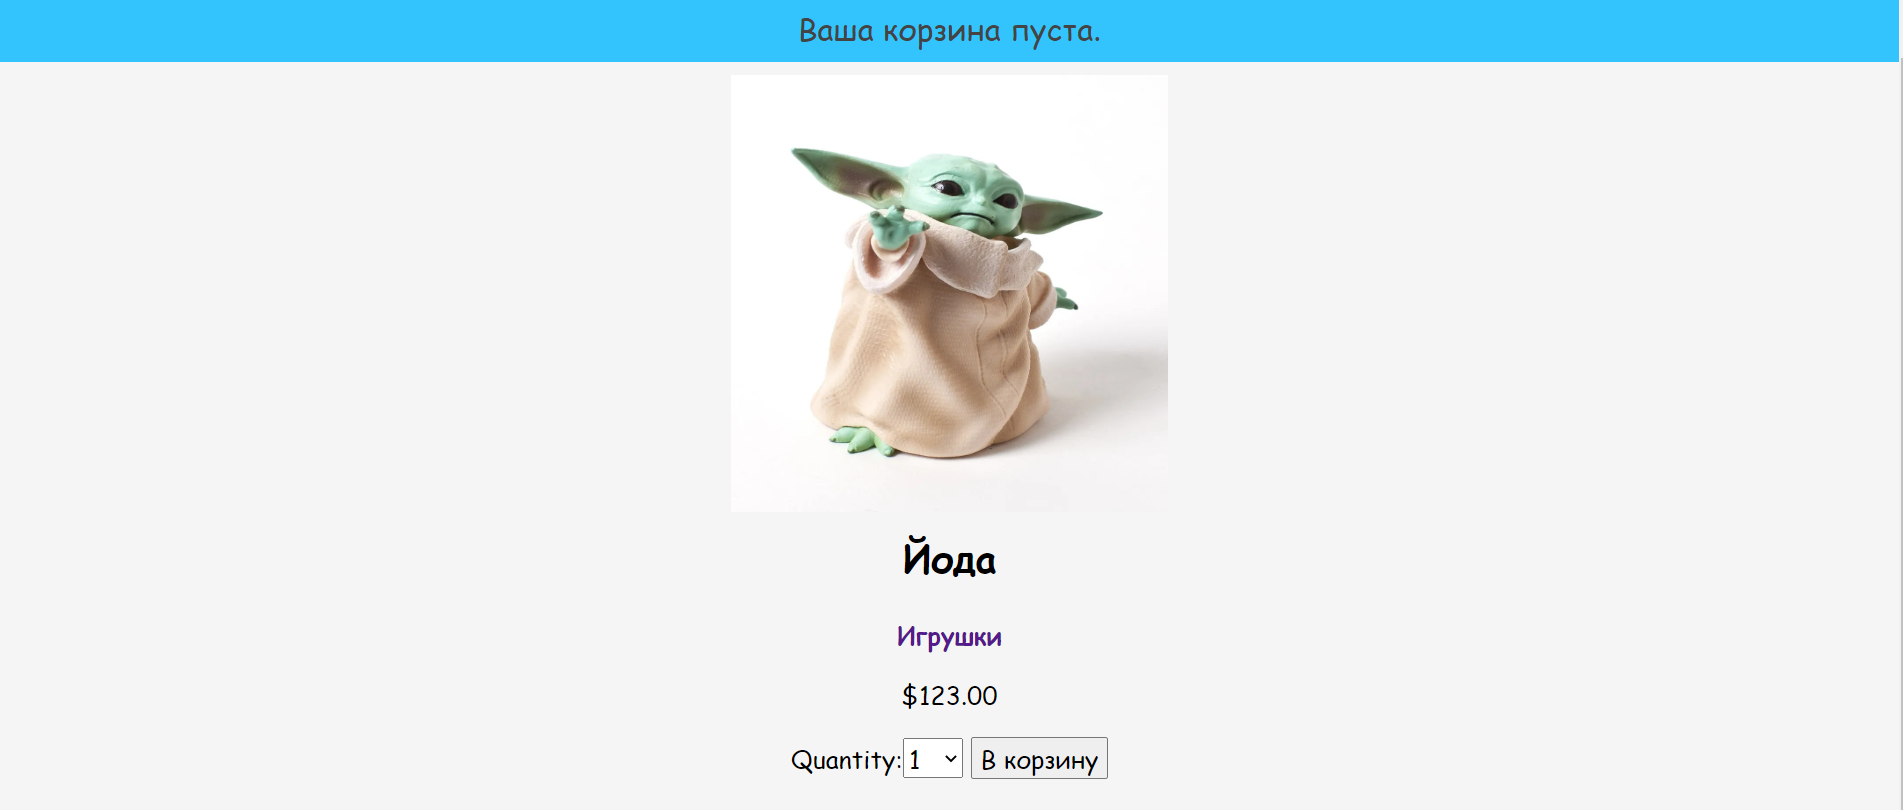 Ваша корзина пуста.
Йода
Игрушки
$123.00
Quantity: 1 В корзину